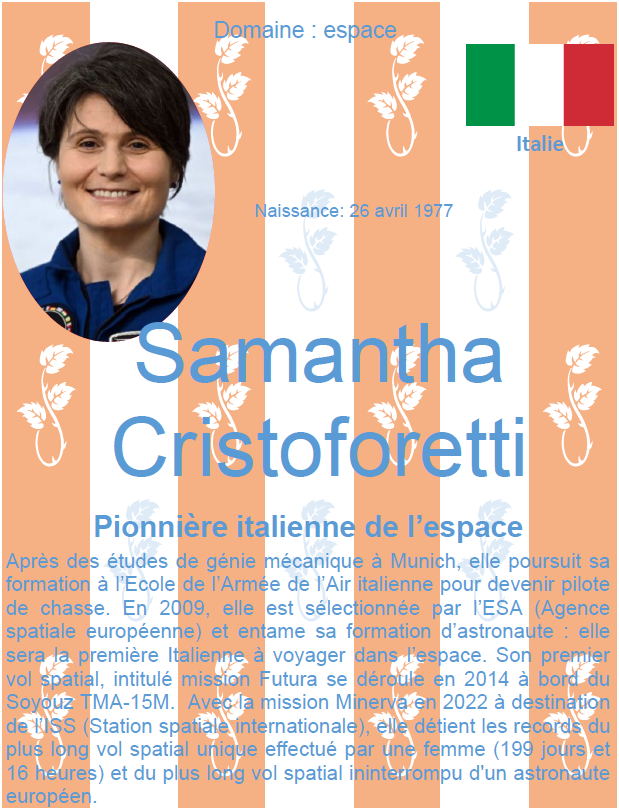 Domaine : espace
Italie
Naissance: 26 avril 1977
Samantha
Cristoforetti
Pionnière italienne de l’espace
Après des études de génie mécanique à Munich, elle poursuit sa
formation à l’Ecole de l’Armée de l’Air italienne pour devenir pilote
de chasse. En 2009, elle est sélectionnée par l’ESA (Agence
spatiale européenne) et entame sa formation d’astronaute : elle
sera la première Italienne à voyager dans l’espace. Son premier
vol spatial, intitulé mission Futura se déroule en 2014 à bord du
Soyouz TMA-15M.  Avec la mission Minerva en 2022 à destination
de l’ISS (Station spatiale internationale), elle détient les records du
plus long vol spatial unique effectué par une femme (199 jours et
16 heures) et du plus long vol spatial ininterrompu d'un astronaute
européen.